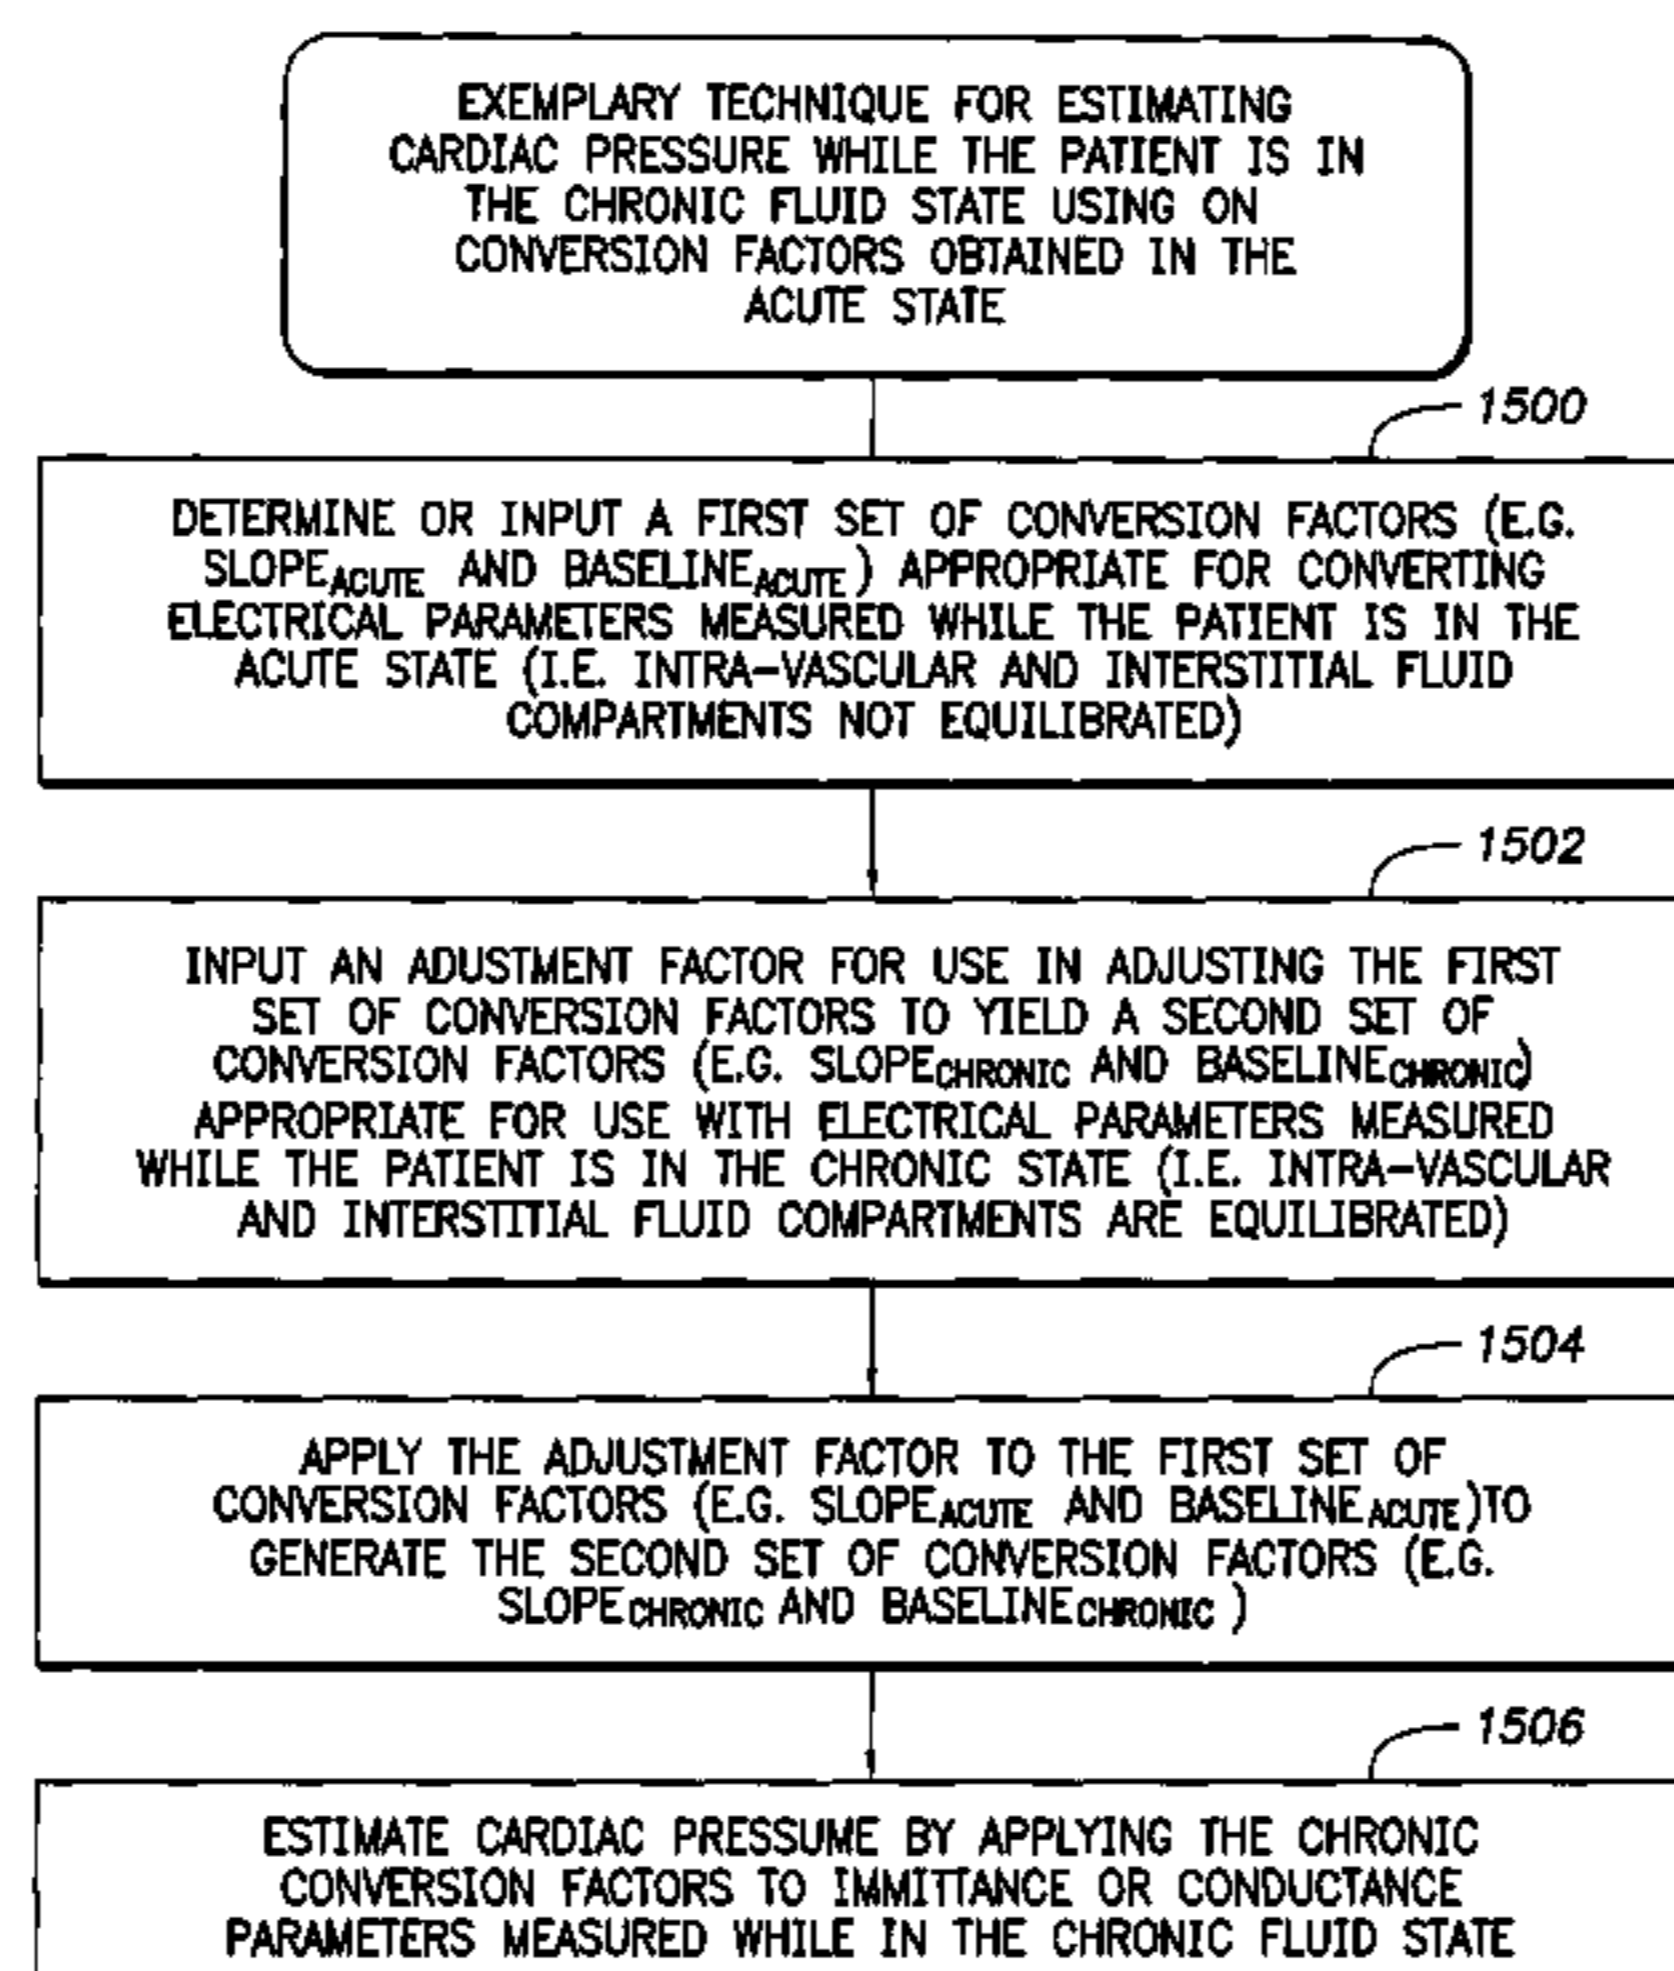 EXEMPLARY TECHNIQUE FOR ESTIMATING
CARDIAC PRESSURE WHILE THE PATIENT IS IN
THE CHRONIC FLUID STATE USING ON
CONVERSION FACTORS OBTAINED IN THE
ACUTE STATE
1500
DETERMINE OR INPUT A FIRST SET OF CONVERSION FACTORS (E.G.
SLOPEACUTE AND BASELINEACUTE) APPROPRIATE FOR CONVERTING
ELECTRICAL PARAMETERS MEASURED WHILE THE PATIENT IS IN THE
ACUTE STATE (I.E. INTRA-VASCULAR AND INTERSTITIAL FLUID
COMPARTMENTS NOT EQUILIBRATED)
1502
INPUT AN ADUSTMENT FACTOR FOR USE IN ADJUSTING THE FIRST
SET OF CONVERSION FACTORS TO YIELD A SECOND SET OF
CONVERSION FACTORS (E.G. SLOPECHRONIC AND BASELINECHRONIC)
APPROPRIATE FOR USE WITH ELECTRICAL PARAMETERS MEASURED
WHILE THE PATIENT IS IN THE CHRONIC STATE (I.E. INTRA-VASCULAR
AND INTERSTITIAL FLUID COMPARTMENTS ARE EQUILIBRATED)
1504
APPLY THE ADJUSTMENT FACTOR TO THE FIRST SET OF
CONVERSION FACTORS (E.G. SLOPEACUTE AND BASELINEACUTE)TO
GENERATE THE SECOND SET OF CONVERSION FACTORS (E.G.
SLOPECHRONIC AND BASELINECHRONIC)
1506
ESTIMATE CARDIAC PRESSUME BY APPLYING THE CHRONIC
CONVERSION FACTORS TO IMMITTANCE OR CONDUCTANCE
PARAMETERS MEASURED WHILE IN THE CHRONIC FLUID STATE